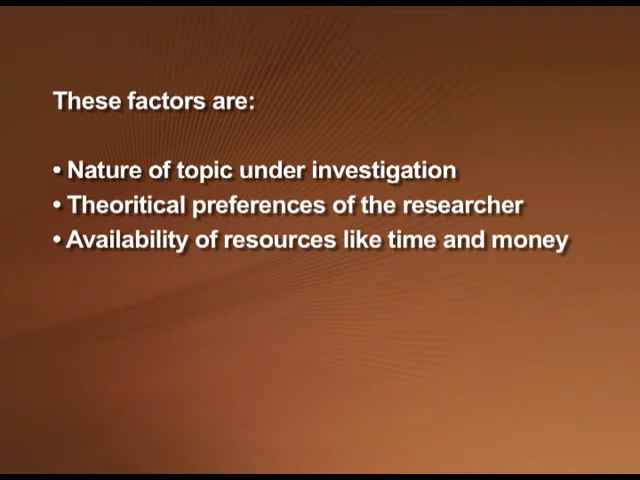 These factors are:
• Nature of topic under investigation
• Theoritical preferences of the researcher
• Availability of resources like time and money